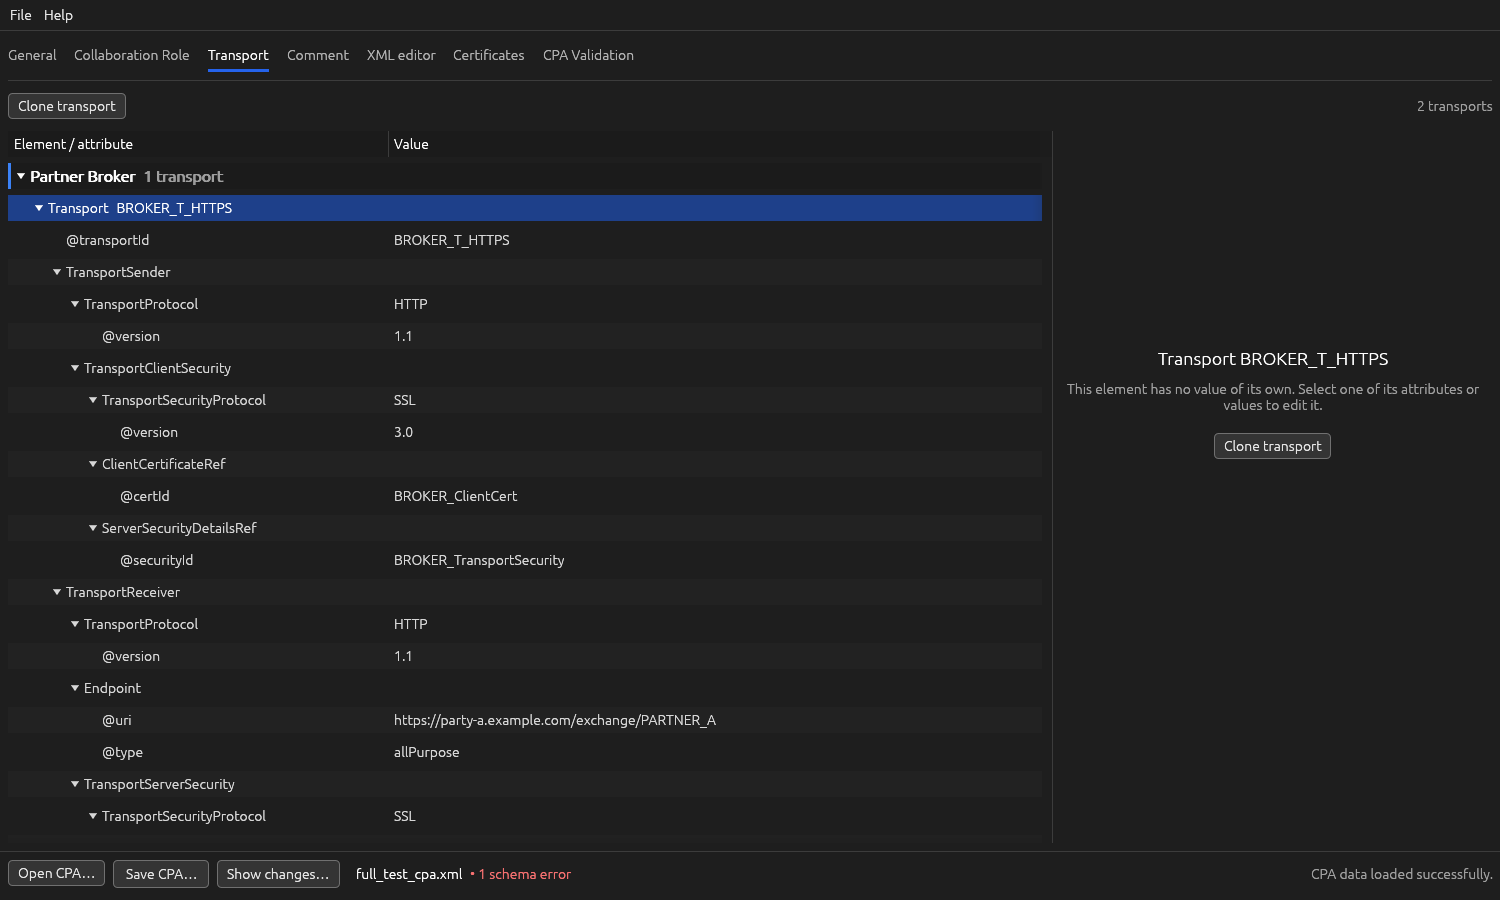 File Help
General Collaboration Role Transport Comment XML editor Certificates CPA Validation
Clone transport 2 transports
Element / attribute Value
Partner Broker 1 transport
Transport BROKER_T_HTTPS
@transportId BROKER_T_HTTPS
TransportSender
TransportProtocol HTTP
@version 1.1
TransportClientSecurity
TransportSecurityProtocol SSL
@version 3.0
ClientCertificateRef
@certId BROKER_ClientCert
ServerSecurityDetailsRef
@securityId BROKER_TransportSecurity
TransportReceiver
TransportProtocol HTTP
@version 1.1
Endpoint
@uri https://party-a.example.com/exchange/PARTNER_A
@type allPurpose
TransportServerSecurity
TransportSecurityProtocol SSL
Transport BROKER_T_HTTPS
This element has no value of its own. Select one of its attributes or
values to edit it.
Clone transport
Open CPA... Save CPA... Show changes... full_test_cpa.xml • 1 schema error CPA data loaded successfully.